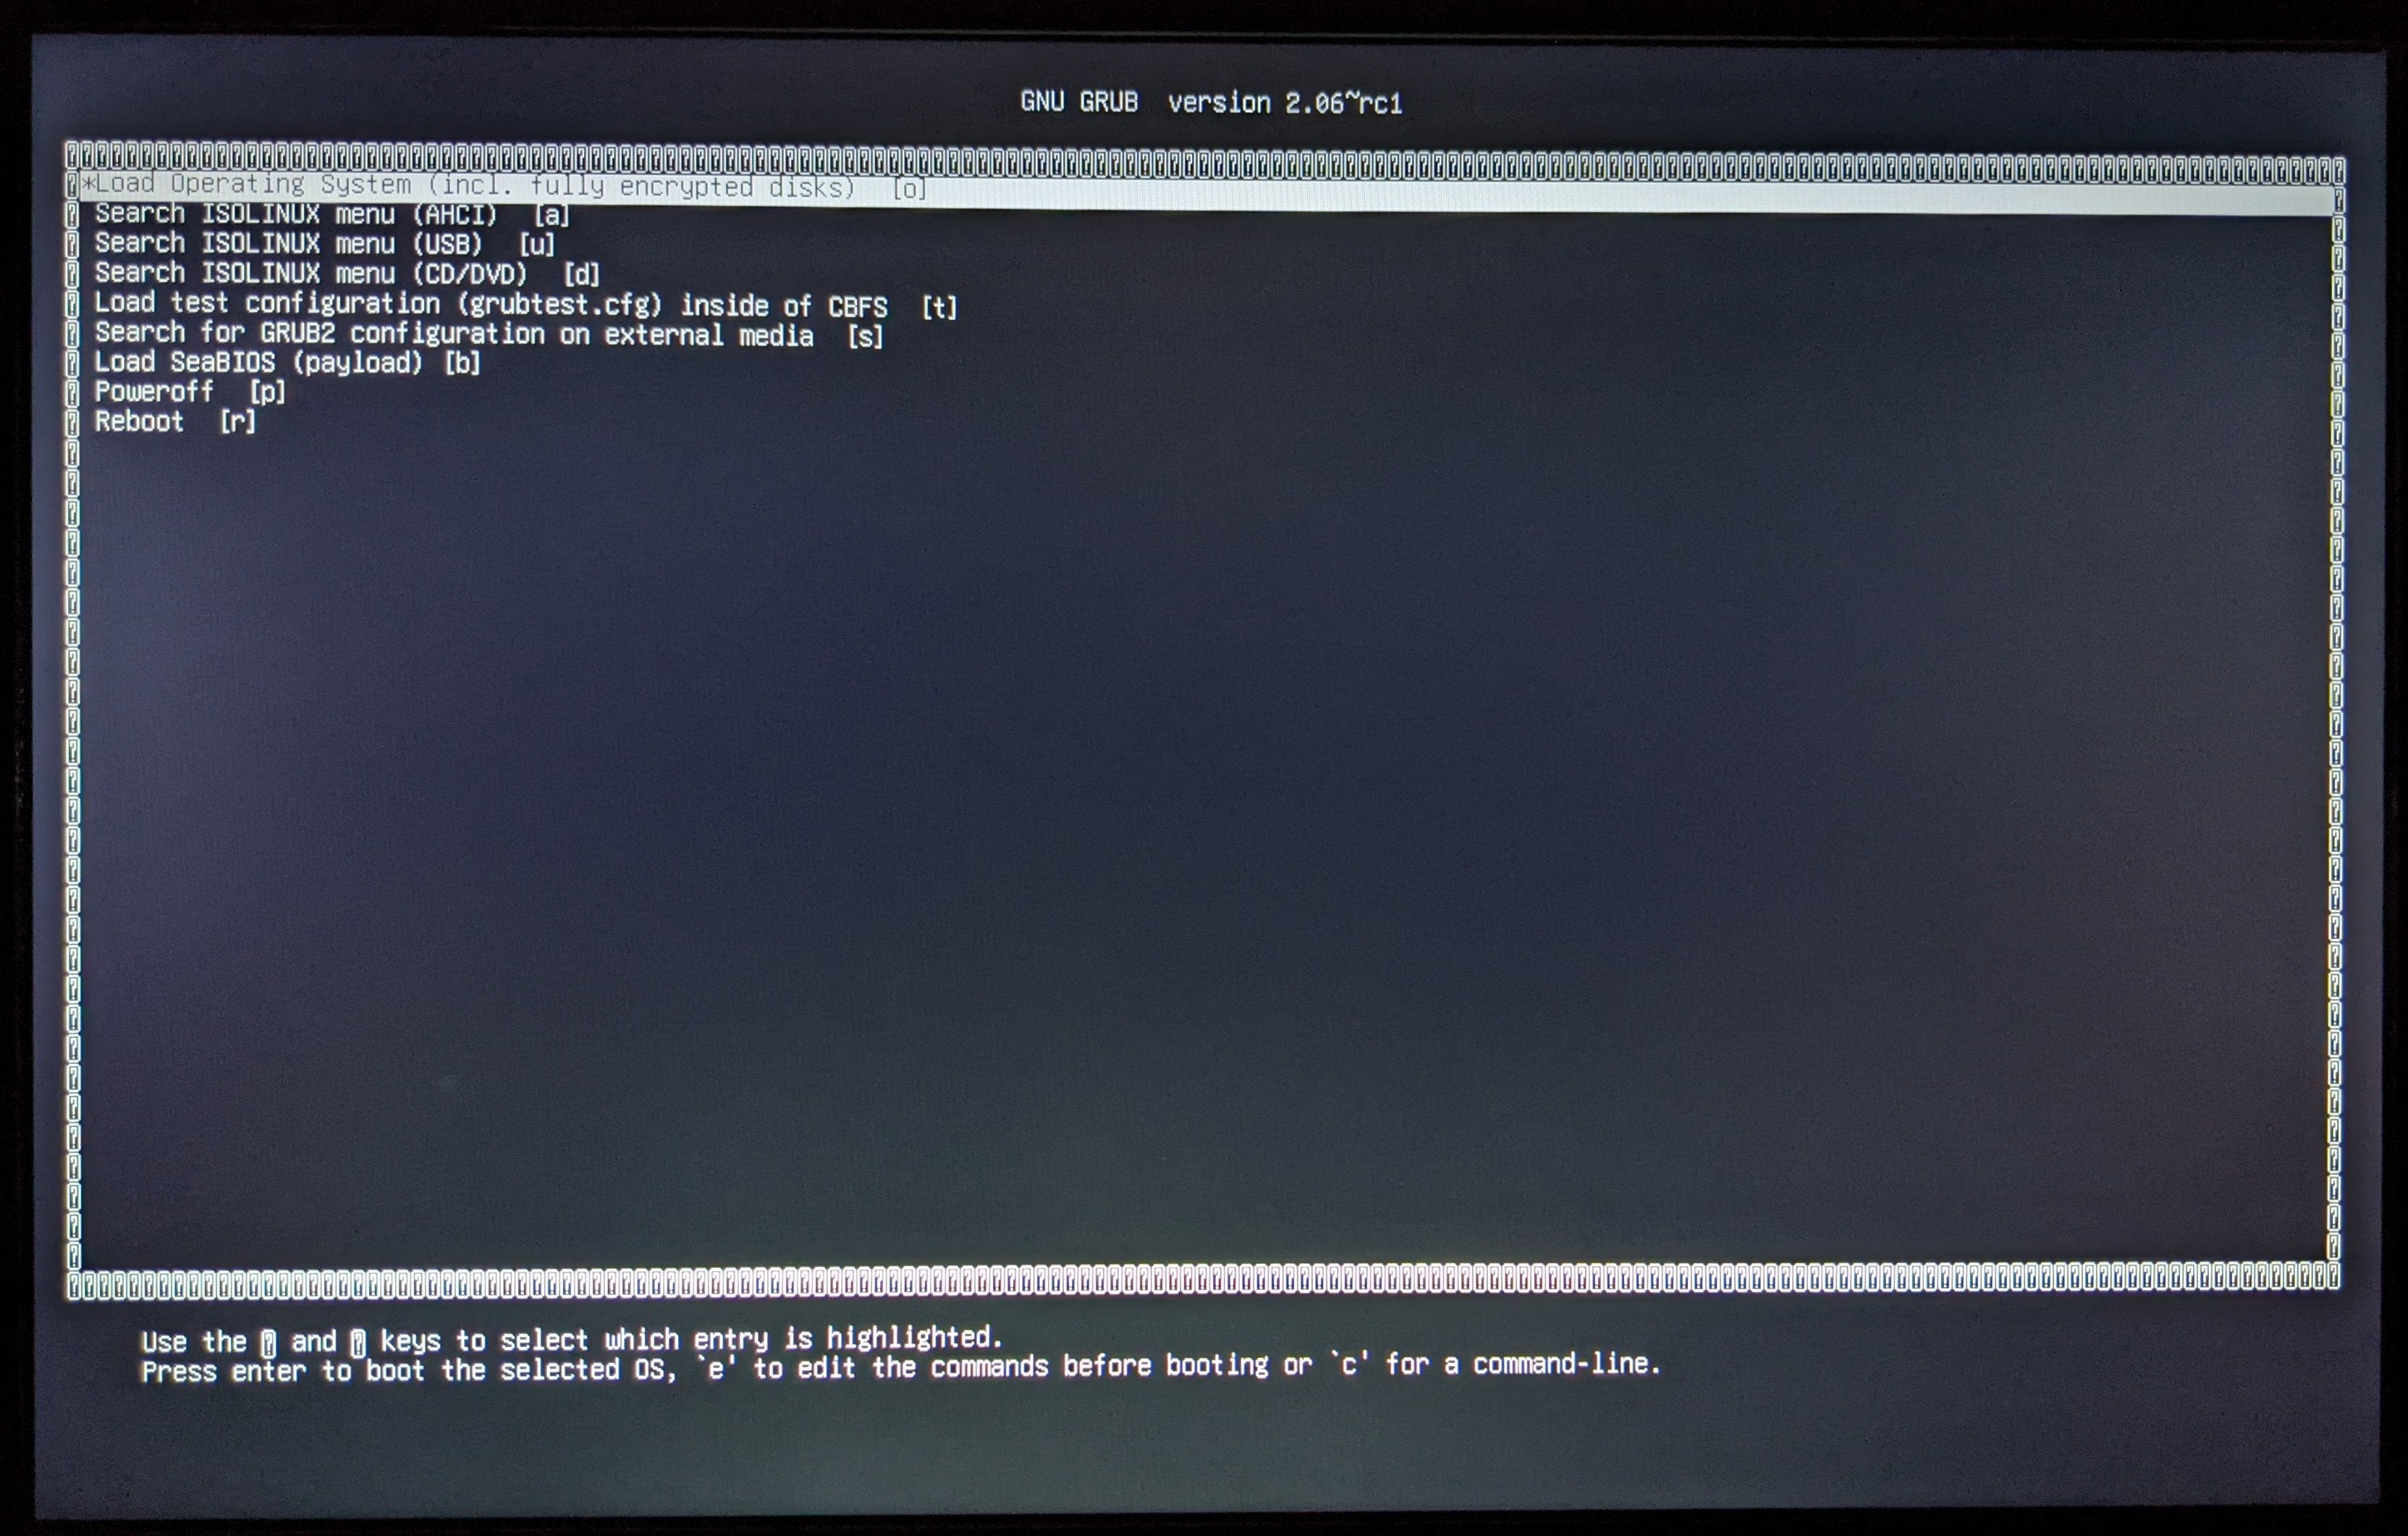 GNU GRUB  version 2.06~rc1
*Load Operating System (incl. fully encrypted disks)  [o]
Search ISOLINUX menu (AHCI)  [a]
Search ISOLINUX menu (USB)  [u]
Search ISOLINUX menu (CD/DVD)  [d]
Load test configuration (grubtest.cfg) inside of CBFS  [t]
Search for GRUB2 configuration on external media  [s]
Load SeaBIOS (payload) [b]
Poweroff  [p]
Reboot  [r]
Use the ⍰ and ⍰ keys to select which entry is highlighted.
Press enter to boot the selected OS, `e' to edit the commands before booting or `c' for a command-line.